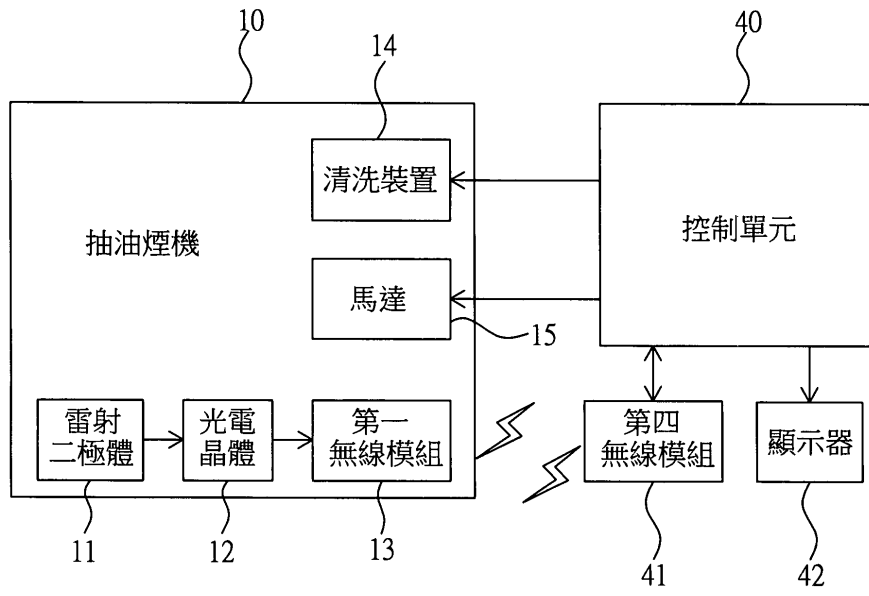 10
40
14
清洗裝置
控制單元
抽油煙機
馬達
15
雷射
二極體
光電
晶體
第一
無線模組
第四
無線模組
顯示器
11
12
13
41
42